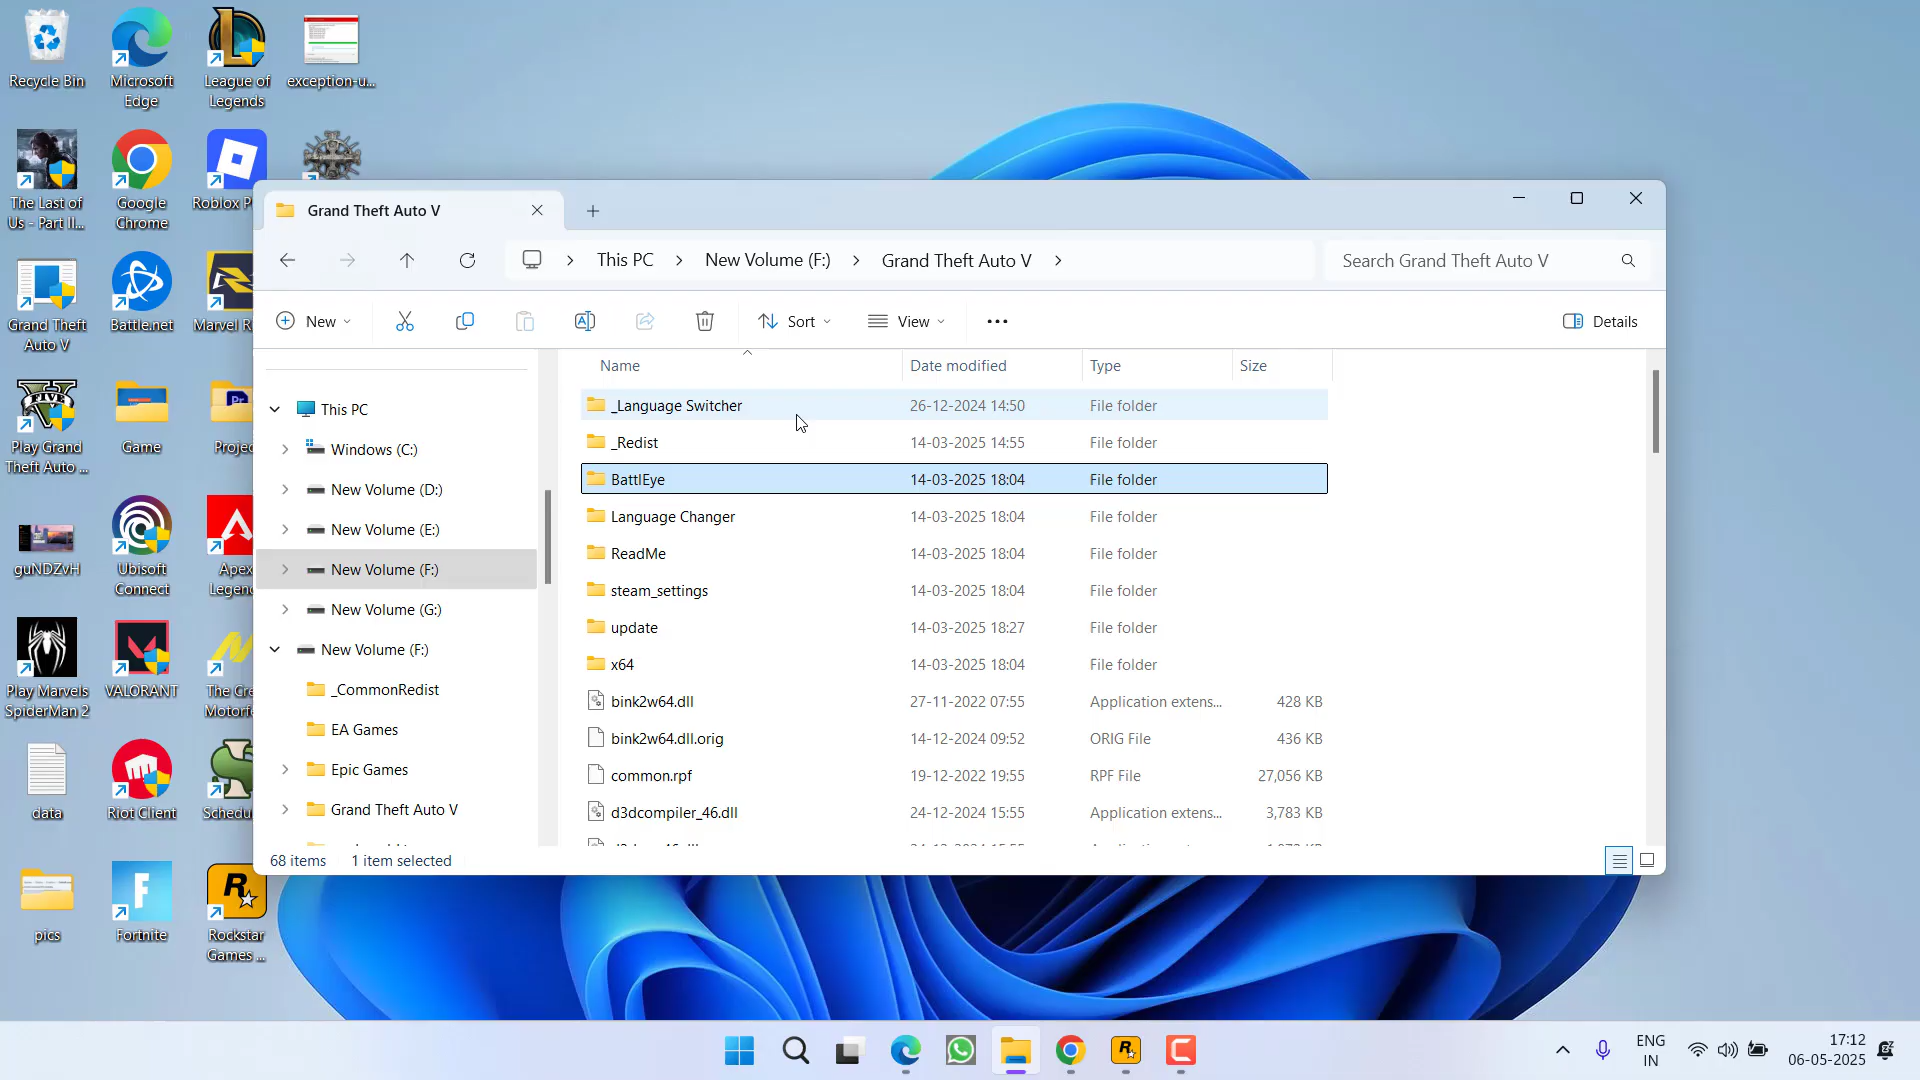 Recycle Bin
Microsoft
Edge
League of
Legends
exception-u...
The Last of
Us - Part II...
Google
Chrome
Roblox P
Grand Theft
Auto V
Battle.net
Marvel R
Play Grand
Theft Auto ...
Game
Projec
guNDZvH
Ubisoft
Connect
Apex
Legen
Play Marvels
SpiderMan 2
VALORANT
The Cre
Motorfe
data
Riot Client
Schedu
pics
Fortnite
Rockstar
Games ...
Grand Theft Auto V
This PC
New Volume (F:)
Grand Theft Auto V
Search Grand Theft Auto V
New
Sort
View
Details
This PC
Windows (C:)
New Volume (D:)
New Volume (E:)
New Volume (F:)
New Volume (G:)
New Volume (F:)
_CommonRedist
EA Games
Epic Games
Grand Theft Auto V
Name Date modified Type Size
_Language Switcher 26-12-2024 14:50 File folder
_Redist 14-03-2025 14:55 File folder
BattlEye 14-03-2025 18:04 File folder
Language Changer 14-03-2025 18:04 File folder
ReadMe 14-03-2025 18:04 File folder
steam_settings 14-03-2025 18:04 File folder
update 14-03-2025 18:27 File folder
x64 14-03-2025 18:04 File folder
bink2w64.dll 27-11-2022 07:55 Application extens... 428 KB
bink2w64.dll.orig 14-12-2024 09:52 ORIG File 436 KB
common.rpf 19-12-2022 19:55 RPF File 27,056 KB
d3dcompiler_46.dll 24-12-2024 15:55 Application extens... 3,783 KB
68 items 1 item selected
ENG
IN
17:12
06-05-2025